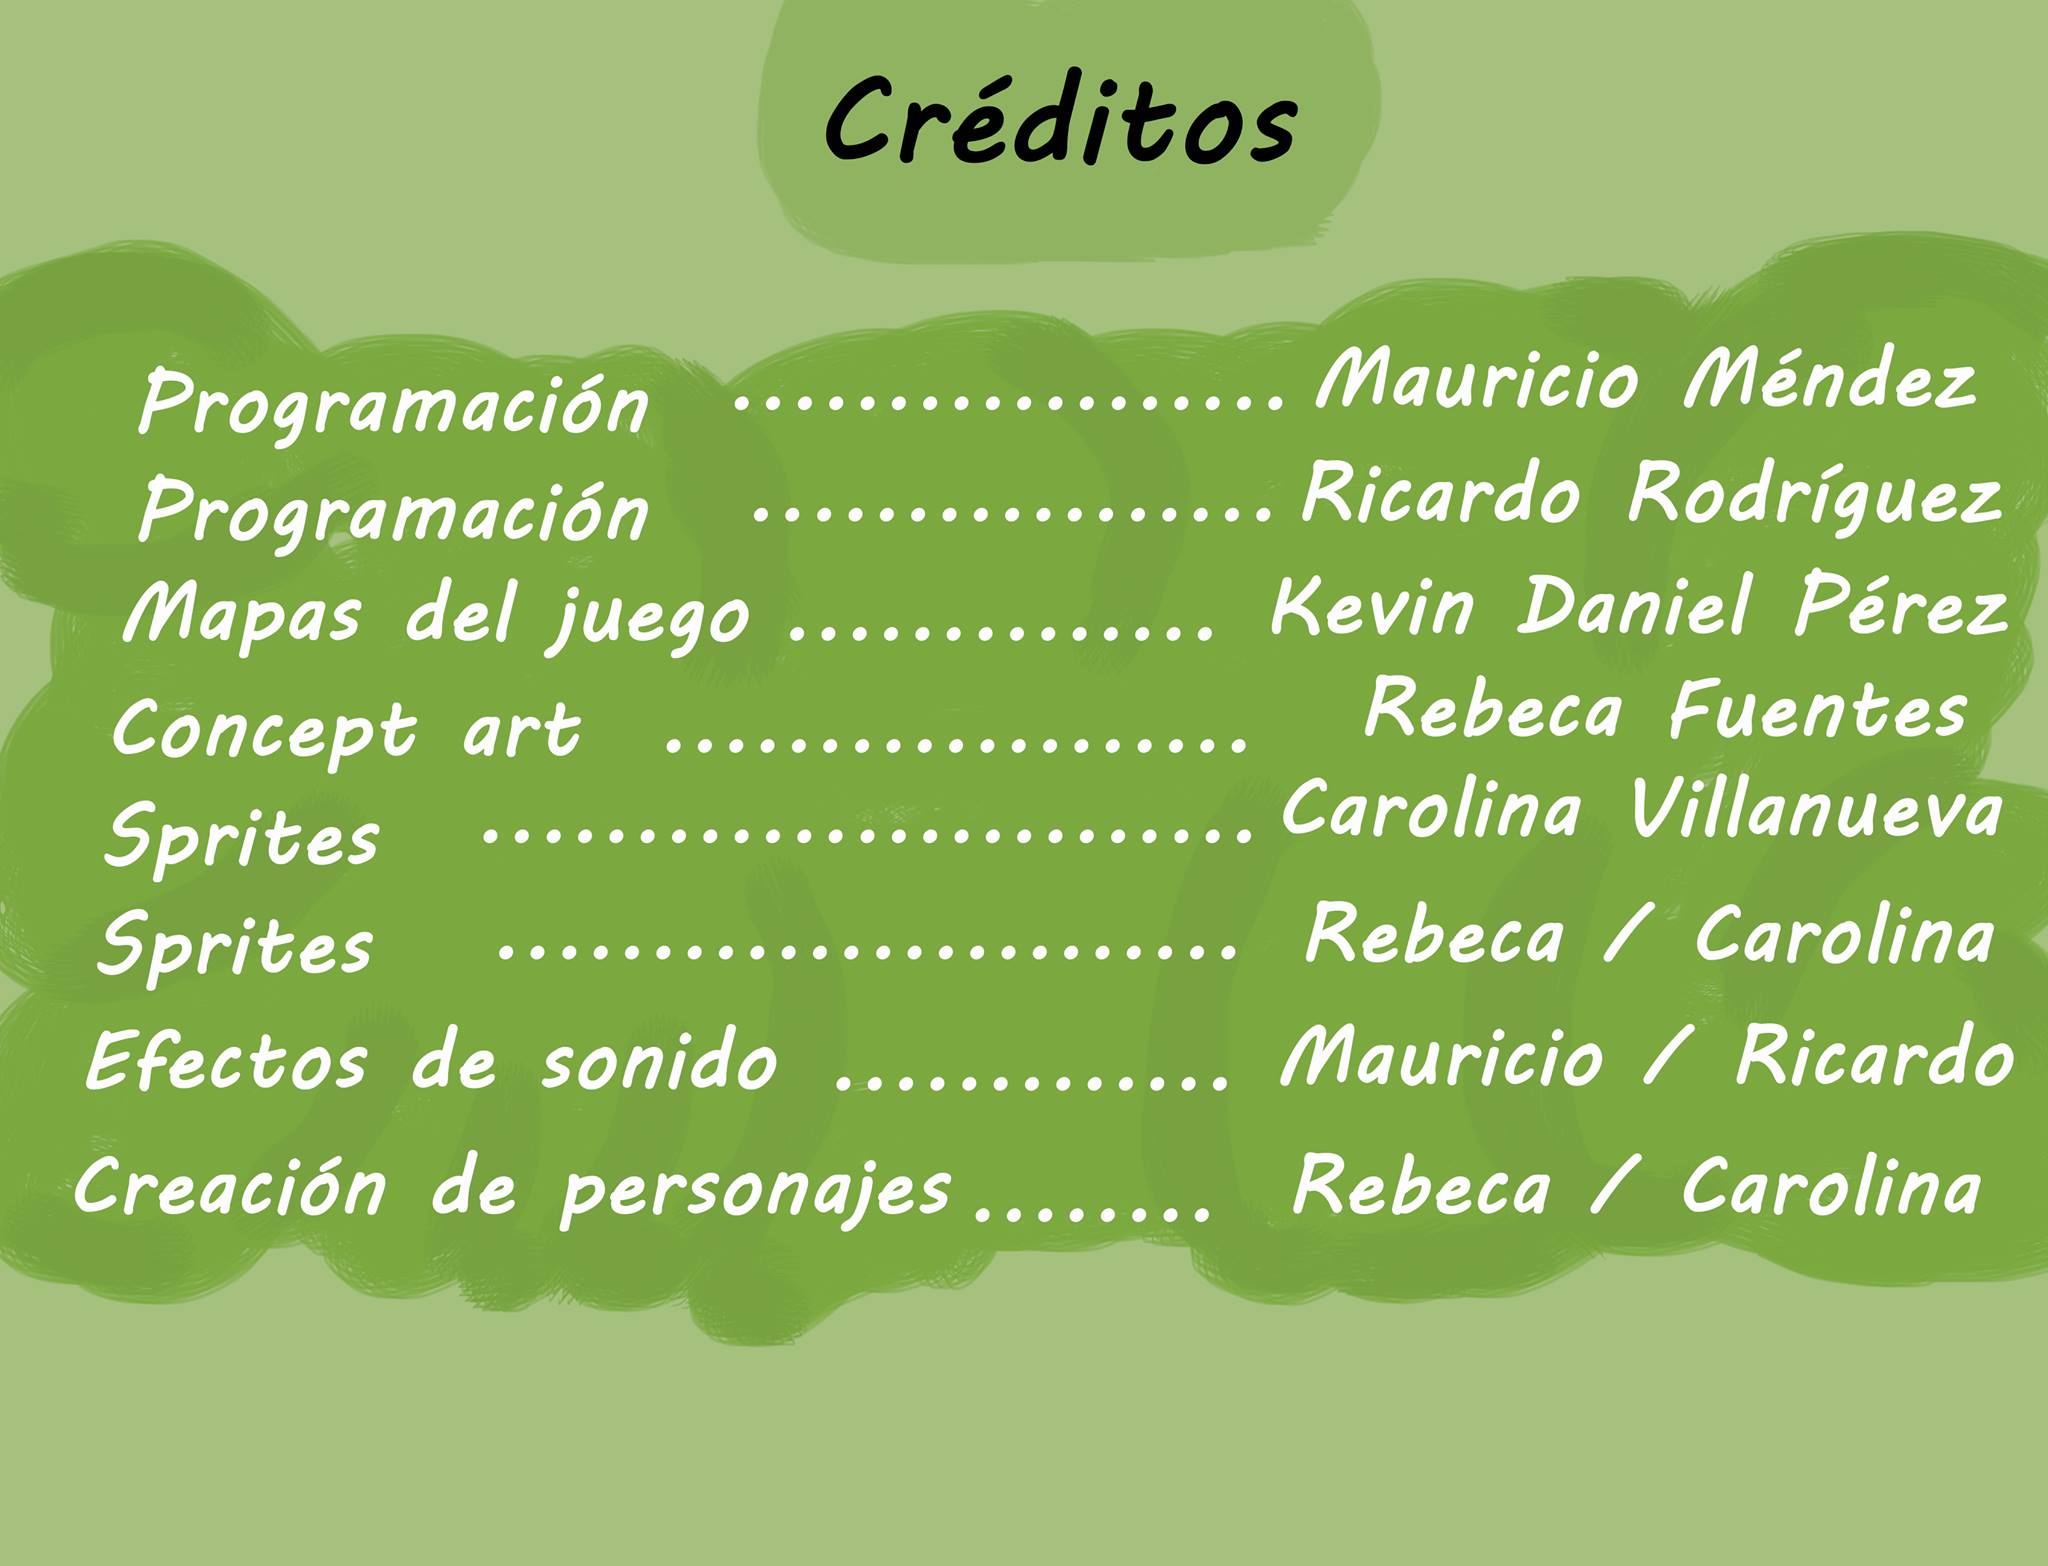 Créditos
Programación .................. Mauricio Méndez
Programación ................. Ricardo Rodríguez
Mapas del juego .............. Kevin Daniel Pérez
Concept art ................... Rebeca Fuentes
Sprites ......................... Carolina Villanueva
Sprites ........................ Rebeca / Carolina
Efectos de sonido ............. Mauricio / Ricardo
Creación de personajes ........ Rebeca / Carolina